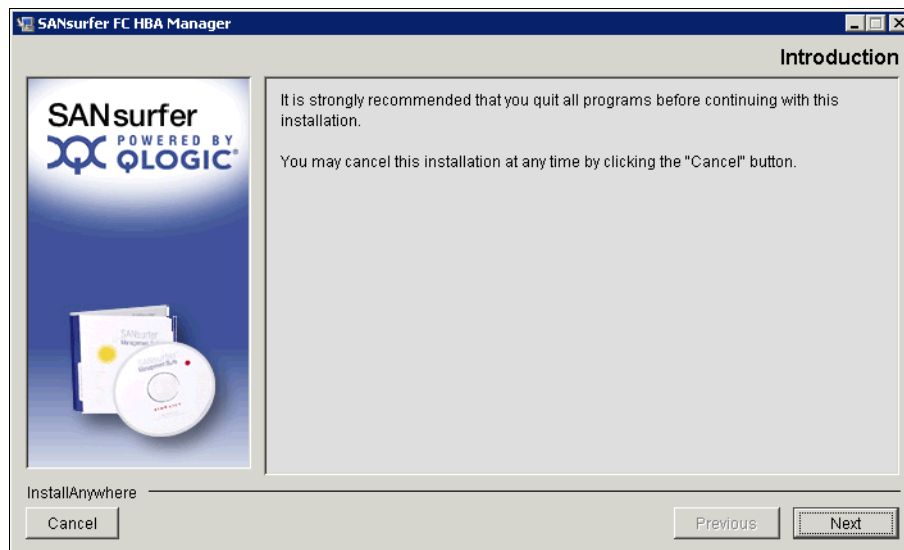 SANsurfer FC HBA Manager
Introduction
SANsurfer
POWERED BY
QLOGIC
It is strongly recommended that you quit all programs before continuing with this
installation.
You may cancel this installation at any time by clicking the "Cancel" button.
SANsurfer
SANsurfer
InstallAnywhere
Cancel
Previous
Next